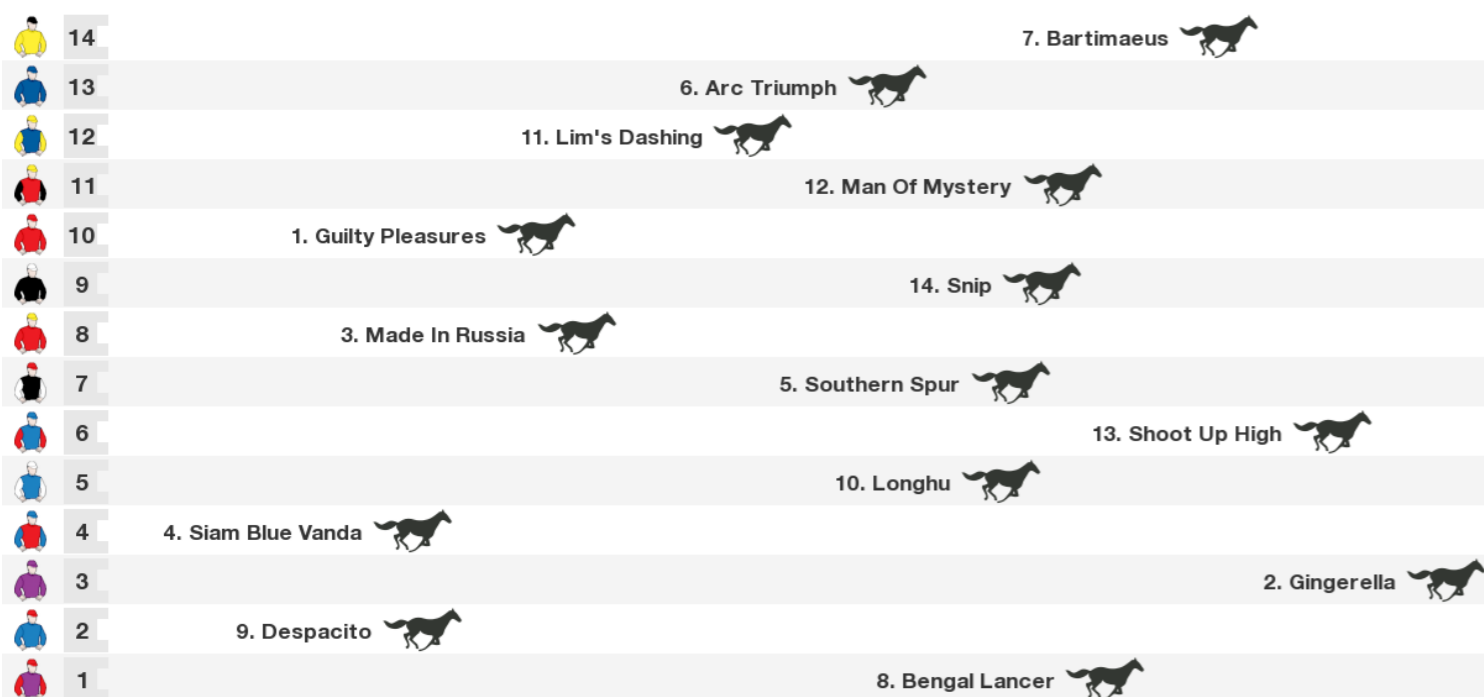 14 7. Bartimaeus
13 6. Arc Triumph
12 11. Lim's Dashing
11 12. Man Of Mystery
10 1. Guilty Pleasures
9 14. Snip
8 3. Made In Russia
7 5. Southern Spur
6 13. Shoot Up High
5 10. Longhu
4 4. Siam Blue Vanda
3 2. Gingerella
2 9. Despacito
1 8. Bengal Lancer